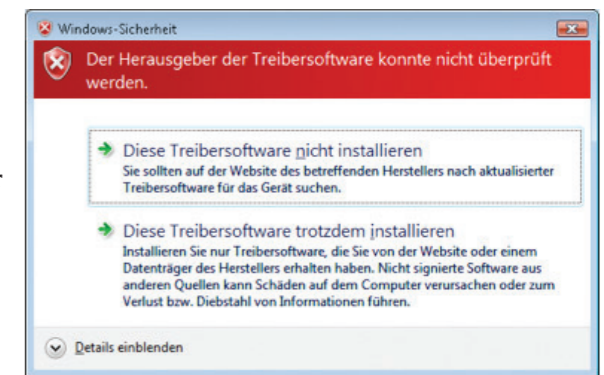 Windows-Sicherheit
Der Herausgeber der Treibersoftware konnte nicht überprüft
werden.
Diese Treibersoftware nicht installieren
Sie sollten auf der Website des betreffenden Herstellers nach aktualisierter
Treibersoftware für das Gerät suchen.
Diese Treibersoftware trotzdem installieren
Installieren Sie nur Treibersoftware, die Sie von der Website oder einem
Datenträger des Herstellers erhalten haben. Nicht signierte Software aus
anderen Quellen kann Schäden auf dem Computer verursachen oder zum
Verlust bzw. Diebstahl von Informationen führen.
Details einblenden